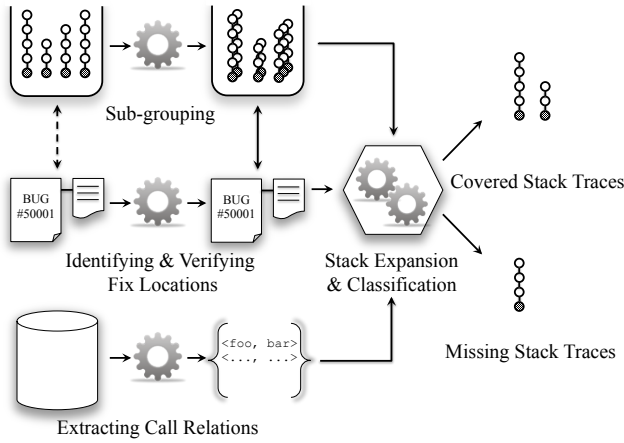 Sub-grouping
BUG
#50001
BUG
#50001
Identifying & Verifying
Fix Locations
Stack Expansion
& Classification
Covered Stack Traces
Missing Stack Traces
<foo, bar>
<..., ...>
Extracting Call Relations